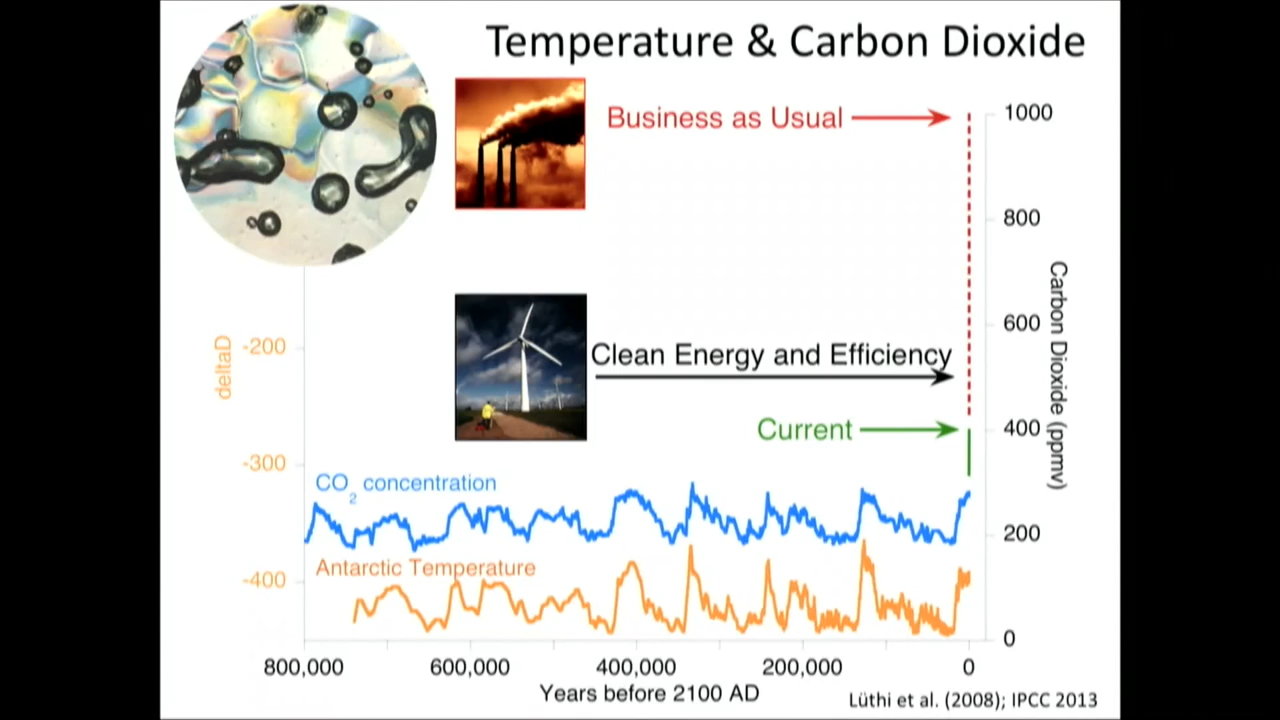 Temperature & Carbon Dioxide
Business as Usual
1000
800
600
400
200
0
Carbon Dioxide (ppmv)
Clean Energy and Efficiency
Current
deltaD
-200
-300
-400
CO2 concentration
Antarctic Temperature
800,000 600,000 400,000 200,000 0
Years before 2100 AD
Lüthi et al. (2008); IPCC 2013